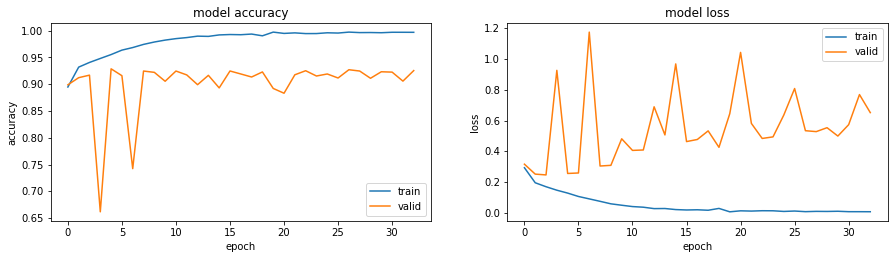 model accuracy
1.00
0.95
0.90
0.85
0.80
0.75
0.70
0.65
accuracy
0 5 10 15 20 25 30
epoch
train
valid
model loss
1.2
1.0
0.8
0.6
0.4
0.2
0.0
loss
0 5 10 15 20 25 30
epoch
train
valid